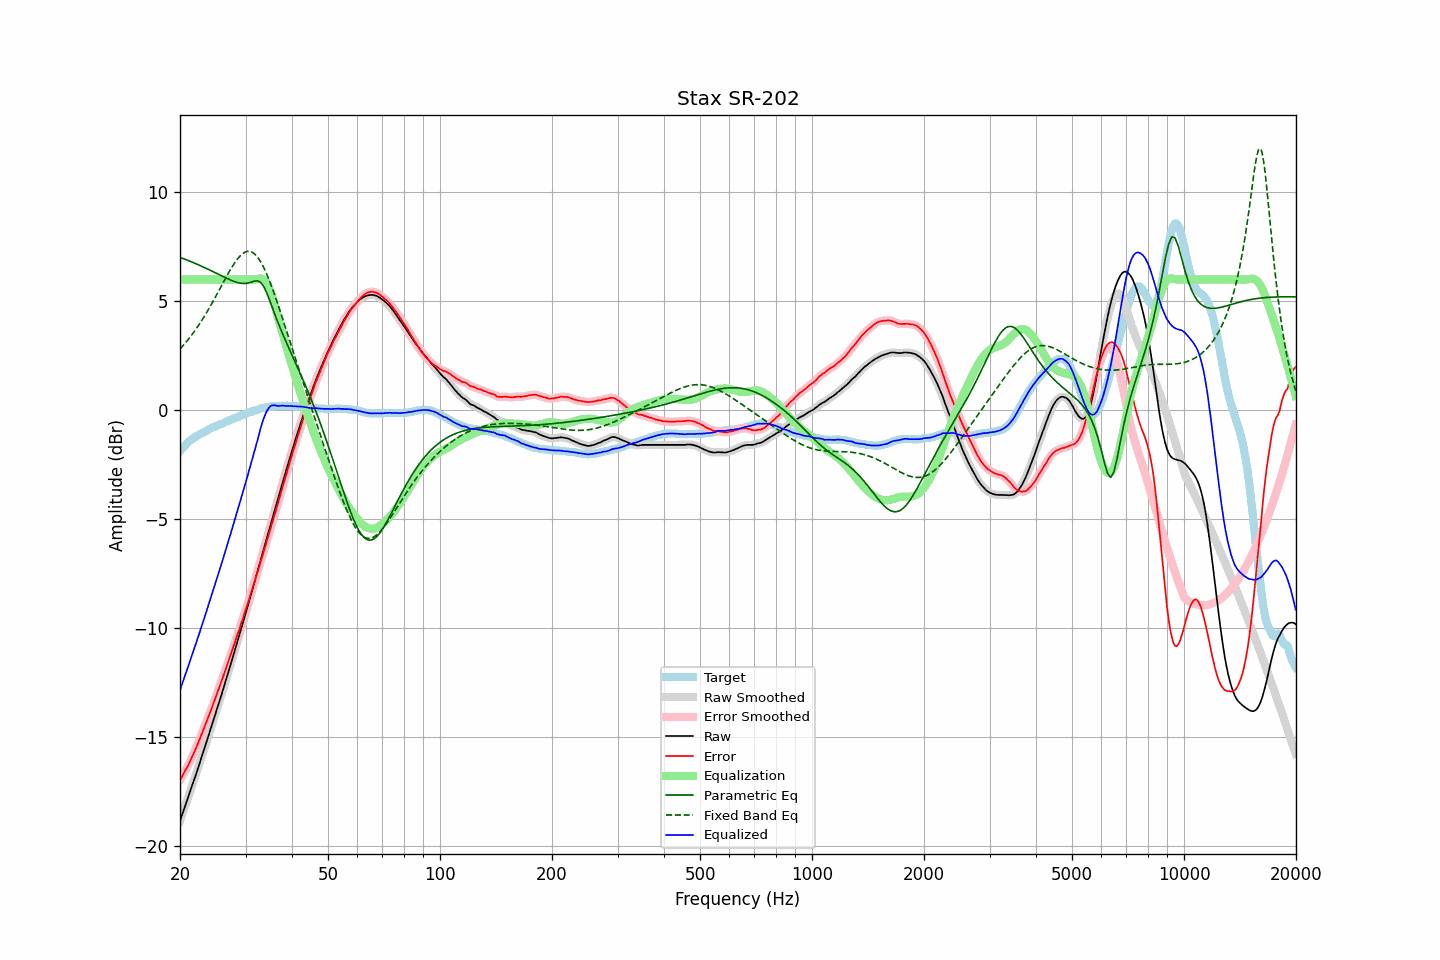 Stax SR-202
Amplitude (dBr)
10
5
0
−5
−10
−15
−20
Target
Raw Smoothed
Error Smoothed
Raw
Error
Equalization
Parametric Eq
Fixed Band Eq
Equalized
20 50 100 200 500 1000 2000 5000 10000 20000
Frequency (Hz)